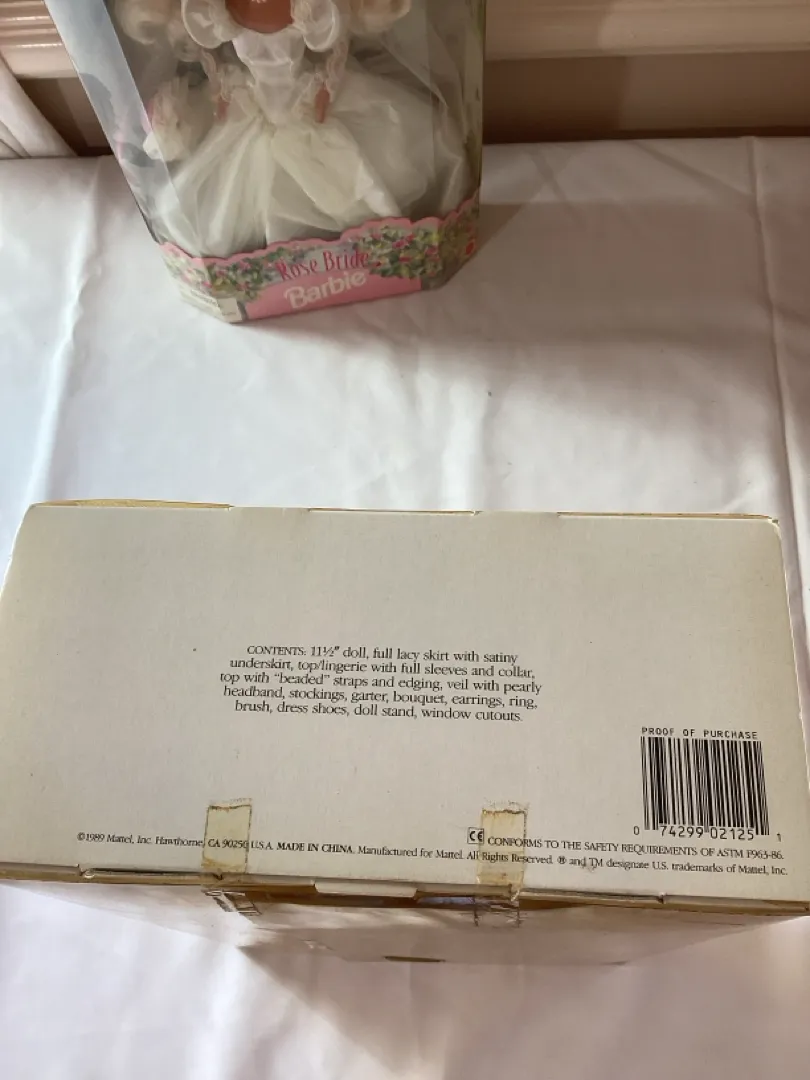 Rose Bride
Barbie
CONTENTS: 11½" doll, full lacy skirt with satiny
underskirt, top/lingerie with full sleeves and collar,
top with "beaded" straps and edging, veil with pearly
headband, stockings, garter, bouquet, earrings, ring,
brush, dress shoes, doll stand, window cutouts.
PROOF OF PURCHASE
0 74299 02125 1
CE CONFORMS TO THE SAFETY REQUIREMENTS OF ASTM F963-86.
©1989 Mattel, Inc. Hawthorne, CA 90250 U.S.A. MADE IN CHINA. Manufactured for Mattel. All Rights Reserved. ® and TM designate U.S. trademarks of Mattel, Inc.